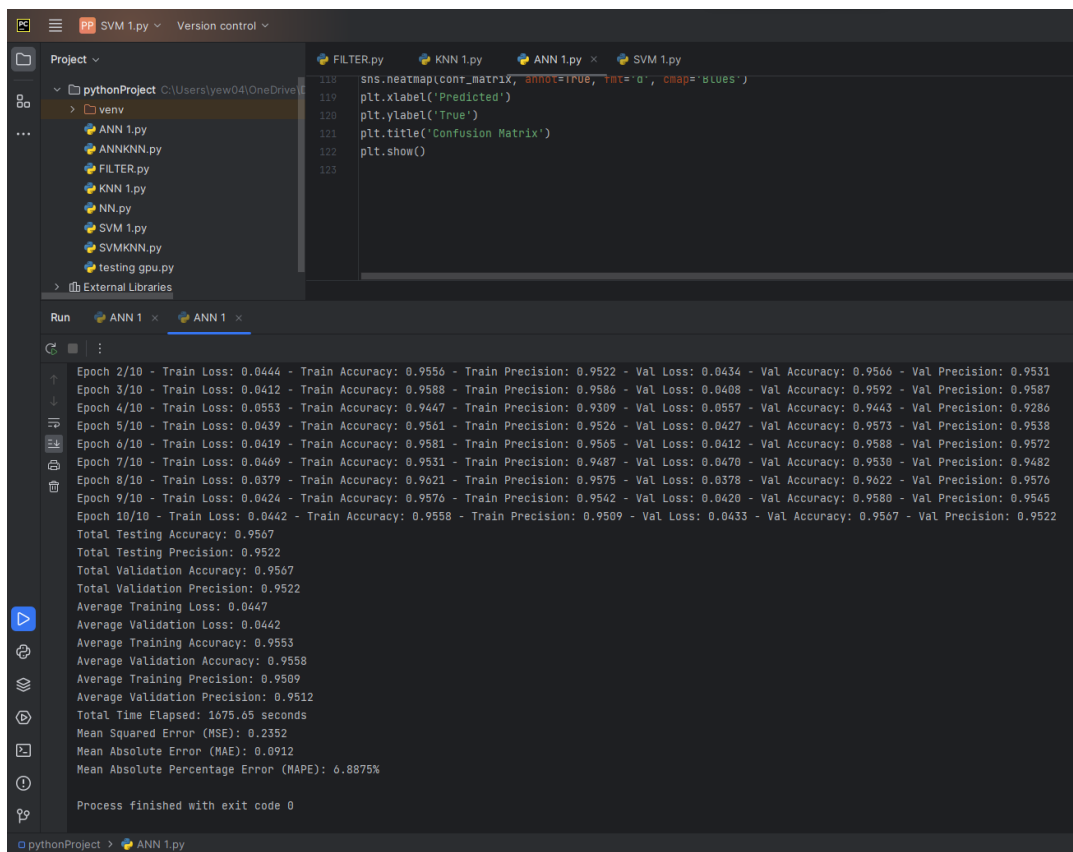 PC PP SVM 1.py Version control
Project
FILTER.py KNN 1.py ANN 1.py SVM 1.py
pythonProject C:\Users\yew04\OneDrive\D
venv
ANN 1.py
ANNKNN.py
FILTER.py
KNN 1.py
NN.py
SVM 1.py
SVMKNN.py
testing gpu.py
External Libraries
118 sns.heatmap(conf_matrix, annot=True, fmt='d', cmap='Blues')
119 plt.xlabel('Predicted')
120 plt.ylabel('True')
121 plt.title('Confusion Matrix')
122 plt.show()
123
Run ANN 1 ANN 1
Epoch 2/10 - Train Loss: 0.0444 - Train Accuracy: 0.9556 - Train Precision: 0.9522 - Val Loss: 0.0434 - Val Accuracy: 0.9566 - Val Precision: 0.9531
Epoch 3/10 - Train Loss: 0.0412 - Train Accuracy: 0.9588 - Train Precision: 0.9586 - Val Loss: 0.0408 - Val Accuracy: 0.9592 - Val Precision: 0.9587
Epoch 4/10 - Train Loss: 0.0553 - Train Accuracy: 0.9447 - Train Precision: 0.9309 - Val Loss: 0.0557 - Val Accuracy: 0.9443 - Val Precision: 0.9286
Epoch 5/10 - Train Loss: 0.0439 - Train Accuracy: 0.9561 - Train Precision: 0.9526 - Val Loss: 0.0427 - Val Accuracy: 0.9573 - Val Precision: 0.9538
Epoch 6/10 - Train Loss: 0.0419 - Train Accuracy: 0.9581 - Train Precision: 0.9565 - Val Loss: 0.0412 - Val Accuracy: 0.9588 - Val Precision: 0.9572
Epoch 7/10 - Train Loss: 0.0469 - Train Accuracy: 0.9531 - Train Precision: 0.9487 - Val Loss: 0.0470 - Val Accuracy: 0.9530 - Val Precision: 0.9482
Epoch 8/10 - Train Loss: 0.0379 - Train Accuracy: 0.9621 - Train Precision: 0.9575 - Val Loss: 0.0378 - Val Accuracy: 0.9622 - Val Precision: 0.9576
Epoch 9/10 - Train Loss: 0.0424 - Train Accuracy: 0.9576 - Train Precision: 0.9542 - Val Loss: 0.0420 - Val Accuracy: 0.9580 - Val Precision: 0.9545
Epoch 10/10 - Train Loss: 0.0442 - Train Accuracy: 0.9558 - Train Precision: 0.9509 - Val Loss: 0.0433 - Val Accuracy: 0.9567 - Val Precision: 0.9522
Total Testing Accuracy: 0.9567
Total Testing Precision: 0.9522
Total Validation Accuracy: 0.9567
Total Validation Precision: 0.9522
Average Training Loss: 0.0447
Average Validation Loss: 0.0442
Average Training Accuracy: 0.9553
Average Validation Accuracy: 0.9558
Average Training Precision: 0.9509
Average Validation Precision: 0.9512
Total Time Elapsed: 1675.65 seconds
Mean Squared Error (MSE): 0.2352
Mean Absolute Error (MAE): 0.0912
Mean Absolute Percentage Error (MAPE): 6.8875%
Process finished with exit code 0
pythonProject > ANN 1.py